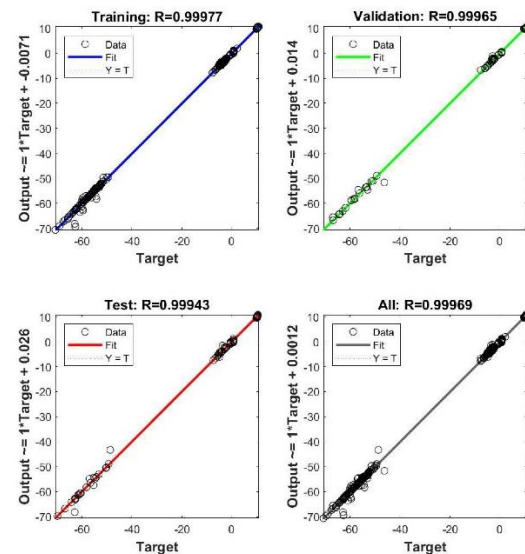 Training: R=0.99977
Output ~= 1*Target + -0.0071
10
0
-10
-20
-30
-40
-50
-60
-70
Data
Fit
Y = T
-60 -40 -20 0
Target
Validation: R=0.99965
Output ~= 1*Target + 0.014
10
0
-10
-20
-30
-40
-50
-60
-70
Data
Fit
Y = T
-60 -40 -20 0
Target
Test: R=0.99943
Output ~= 1*Target + 0.026
10
0
-10
-20
-30
-40
-50
-60
-70
Data
Fit
Y = T
-60 -40 -20 0
Target
All: R=0.99969
Output ~= 1*Target + 0.0012
10
0
-10
-20
-30
-40
-50
-60
-70
Data
Fit
Y = T
-60 -40 -20 0
Target